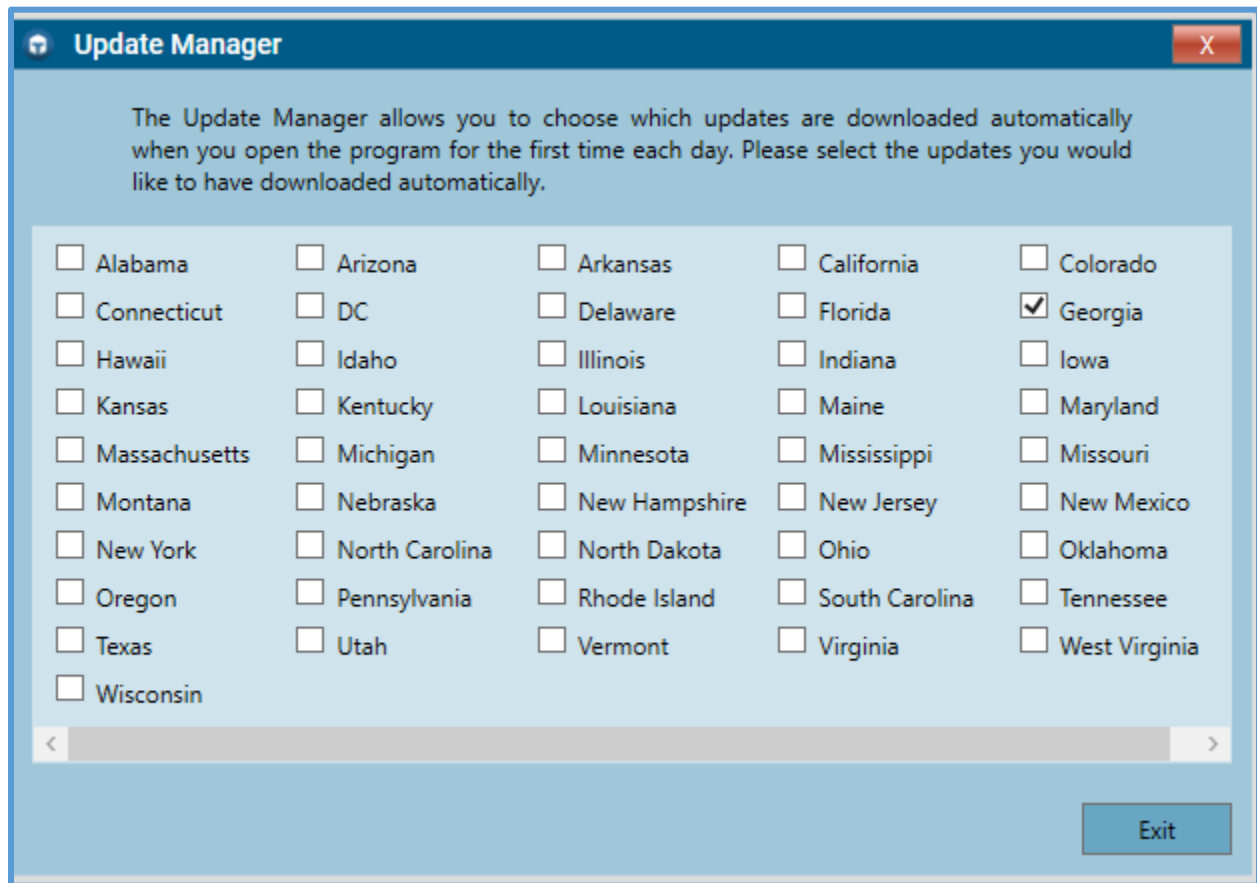 Update Manager
X
The Update Manager allows you to choose which updates are downloaded automatically
when you open the program for the first time each day. Please select the updates you would
like to have downloaded automatically.
Alabama Arizona Arkansas California Colorado
Connecticut DC Delaware Florida Georgia
Hawaii Idaho Illinois Indiana Iowa
Kansas Kentucky Louisiana Maine Maryland
Massachusetts Michigan Minnesota Mississippi Missouri
Montana Nebraska New Hampshire New Jersey New Mexico
New York North Carolina North Dakota Ohio Oklahoma
Oregon Pennsylvania Rhode Island South Carolina Tennessee
Texas Utah Vermont Virginia West Virginia
Wisconsin
Exit